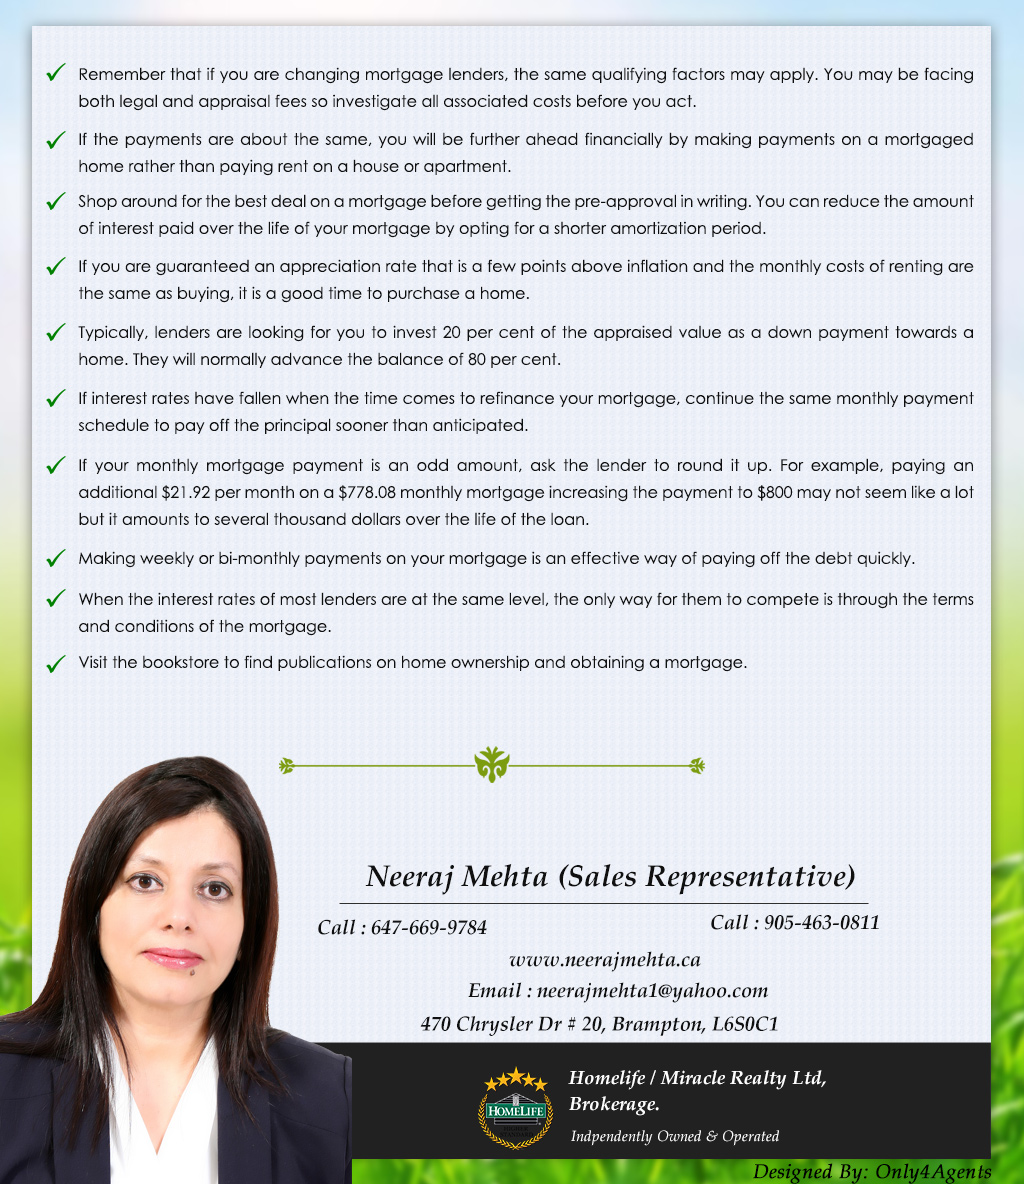 Remember that if you are changing mortgage lenders, the same qualifying factors may apply. You may be facing
both legal and appraisal fees so investigate all associated costs before you act.
If the payments are about the same, you will be further ahead financially by making payments on a mortgaged
home rather than paying rent on a house or apartment.
Shop around for the best deal on a mortgage before getting the pre-approval in writing. You can reduce the amount
of interest paid over the life of your mortgage by opting for a shorter amortization period.
If you are guaranteed an appreciation rate that is a few points above inflation and the monthly costs of renting are
the same as buying, it is a good time to purchase a home.
Typically, lenders are looking for you to invest 20 per cent of the appraised value as a down payment towards a
home. They will normally advance the balance of 80 per cent.
If interest rates have fallen when the time comes to refinance your mortgage, continue the same monthly payment
schedule to pay off the principal sooner than anticipated.
If your monthly mortgage payment is an odd amount, ask the lender to round it up. For example, paying an
additional $21.92 per month on a $778.08 monthly mortgage increasing the payment to $800 may not seem like a lot
but it amounts to several thousand dollars over the life of the loan.
Making weekly or bi-monthly payments on your mortgage is an effective way of paying off the debt quickly.
When the interest rates of most lenders are at the same level, the only way for them to compete is through the terms
and conditions of the mortgage.
Visit the bookstore to find publications on home ownership and obtaining a mortgage.
Neeraj Mehta (Sales Representative)
Call : 647-669-9784
Call : 905-463-0811
www.neerajmehta.ca
Email : neerajmehta1@yahoo.com
470 Chrysler Dr # 20, Brampton, L6S0C1
HOMELIFE
Homelife / Miracle Realty Ltd,
Brokerage.
Indpendently Owned & Operated
Designed By: Only4Agents